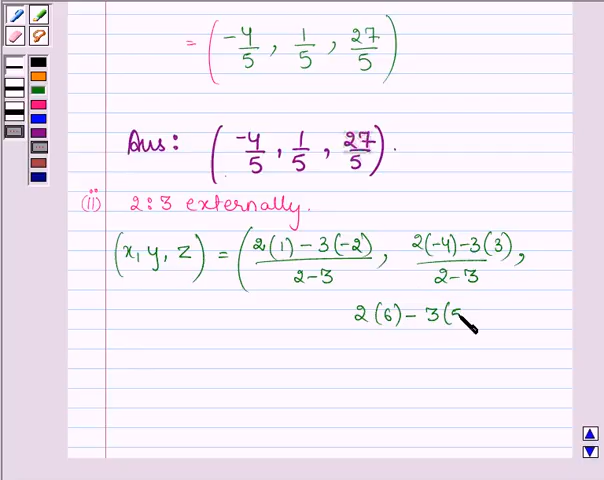 = (-4/5, 1/5, 27/5)
Ans: (-4/5, 1/5, 27/5).
(ii) 2:3 externally.
(x, y, z) = (2(1)-3(-2)/2-3, 2(-4)-3(3)/2-3,
2(6)-3(5